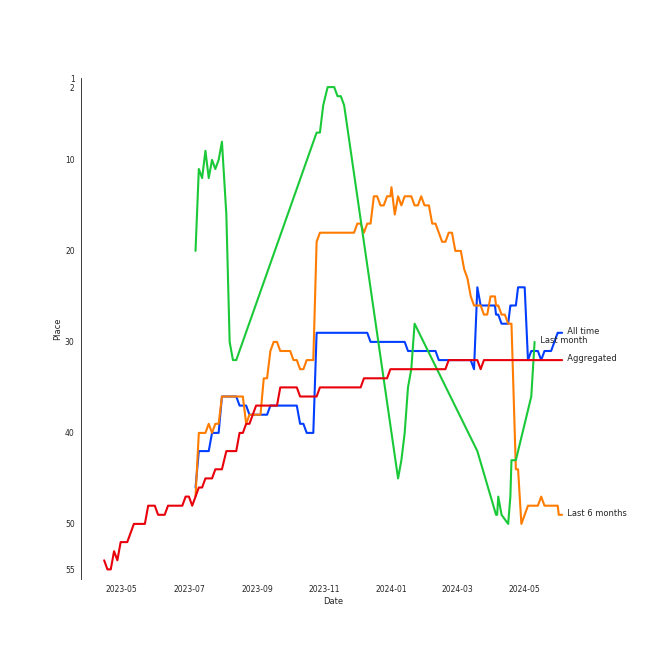 1
2
10
20
30
40
50
55
Place
2023-05
2023-07
2023-09
2023-11
2024-01
2024-03
2024-05
Date
All time
Last month
Aggregated
Last 6 months